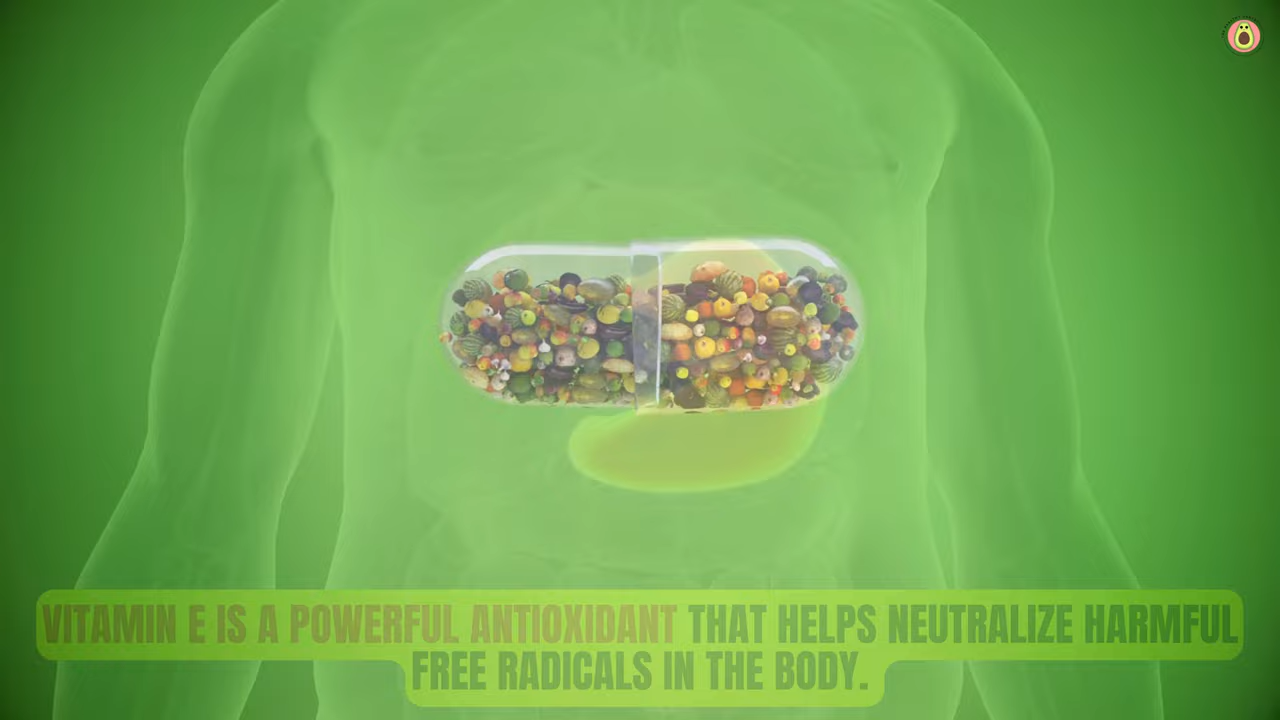 VITAMIN E IS A POWERFUL ANTIOXIDANT THAT HELPS NEUTRALIZE HARMFUL
FREE RADICALS IN THE BODY.